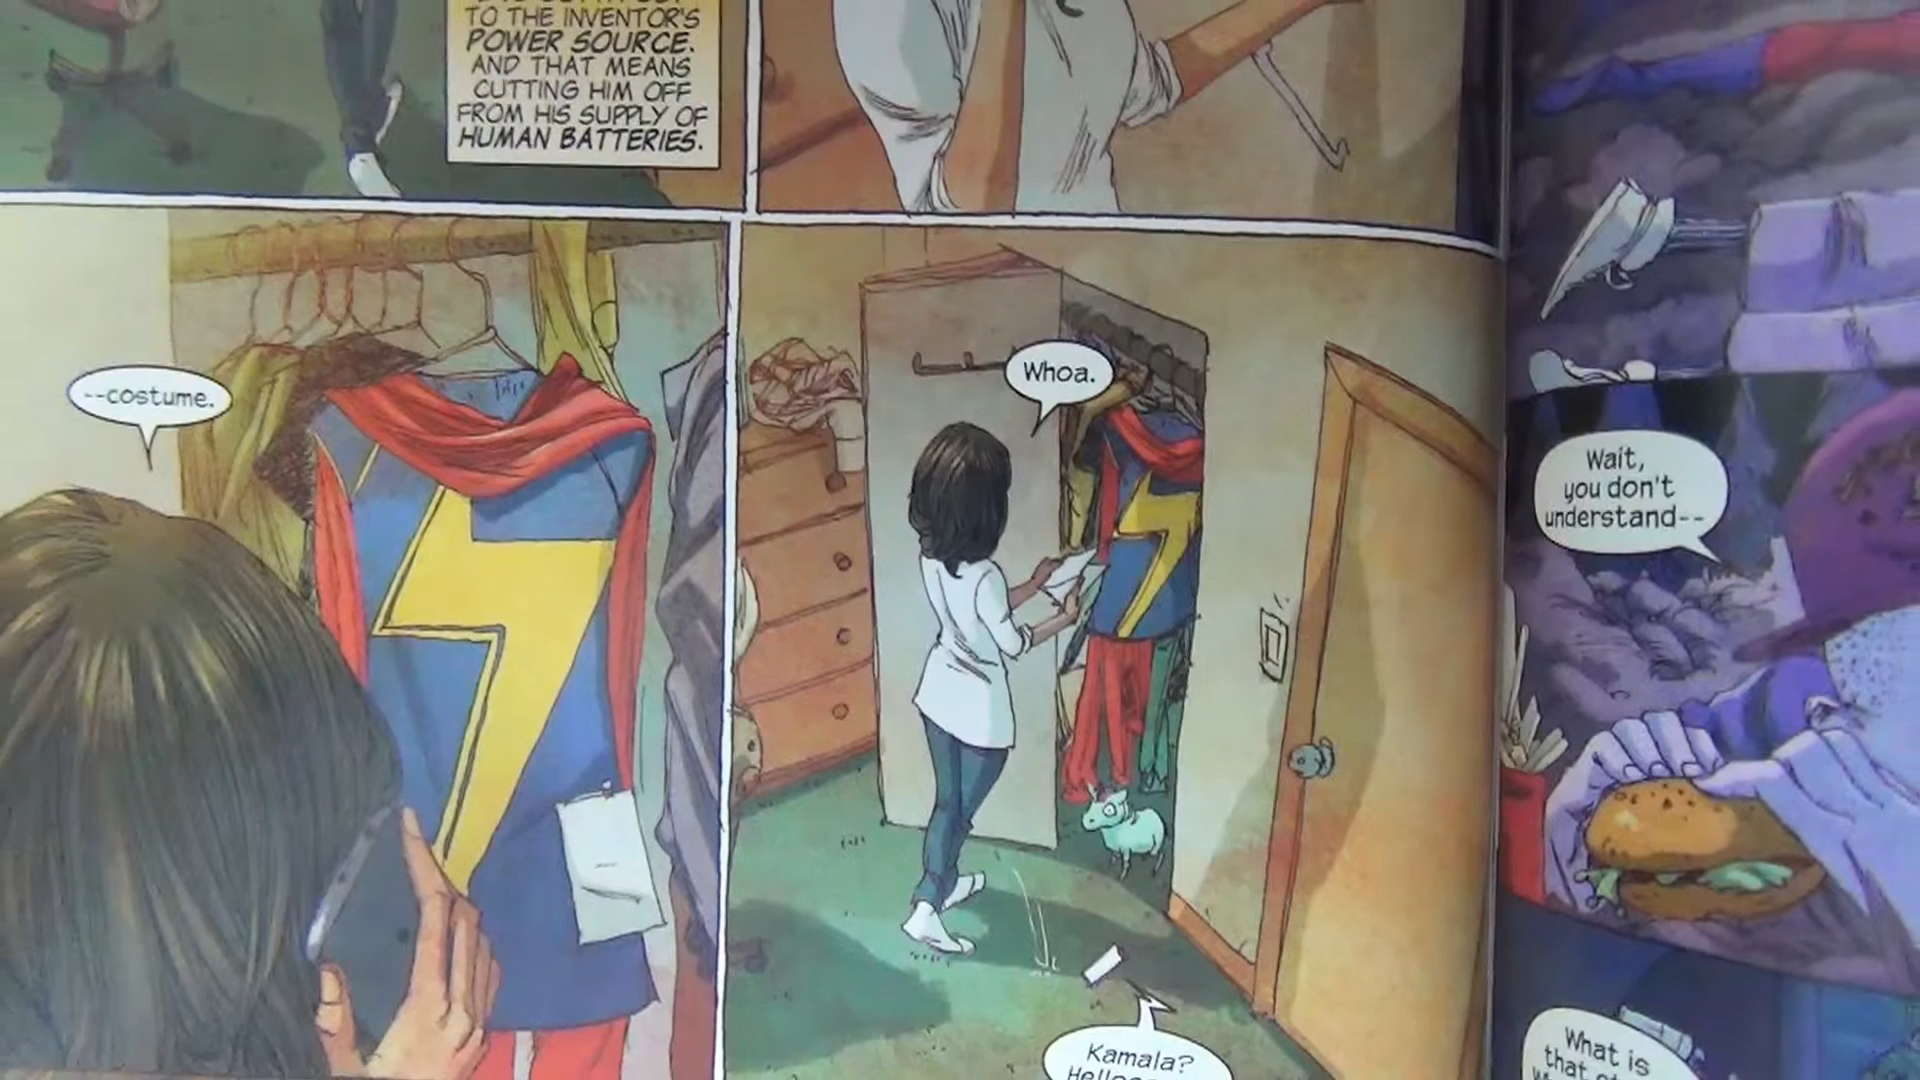 TO THE INVENTOR'S
POWER SOURCE.
AND THAT MEANS
CUTTING HIM OFF
FROM HIS SUPPLY OF
HUMAN BATTERIES.
--costume.
Whoa.
Kamala?
Wait,
you don't
understand--
What is
that